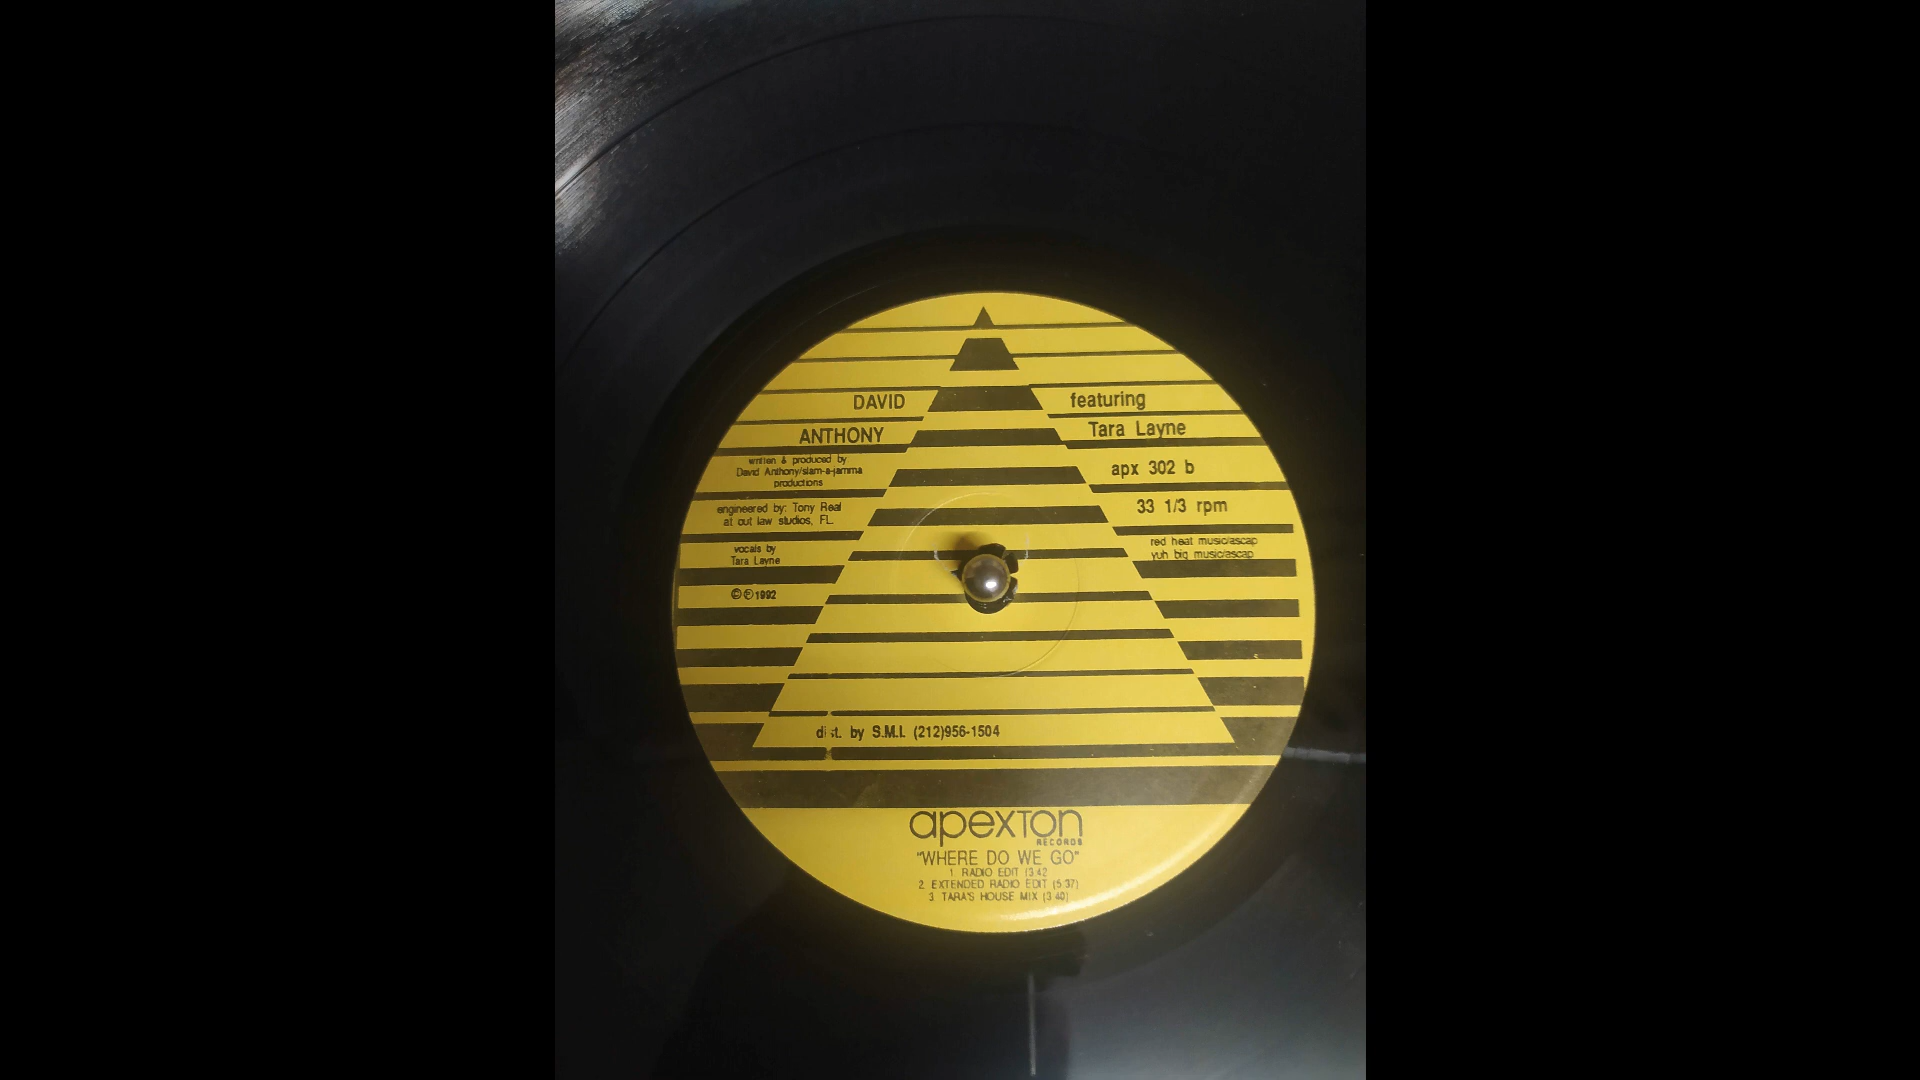 DAVID
ANTHONY
written & produced by
David Anthony/slam-a-jamma
productions
engineered by: Tony Real
at out law studios, FL.
vocals by
Tara Layne
©℗1992
featuring
Tara Layne
apx 302 b
33 1/3 rpm
red heat music/ascap
yuh big music/ascap
dist. by S.M.I. (212)956-1504
apexton
RECORDS
"WHERE DO WE GO"
1. RADIO EDIT (3:42
2. EXTENDED RADIO EDIT (5:37)
3. TARA'S HOUSE MIX (3:40)